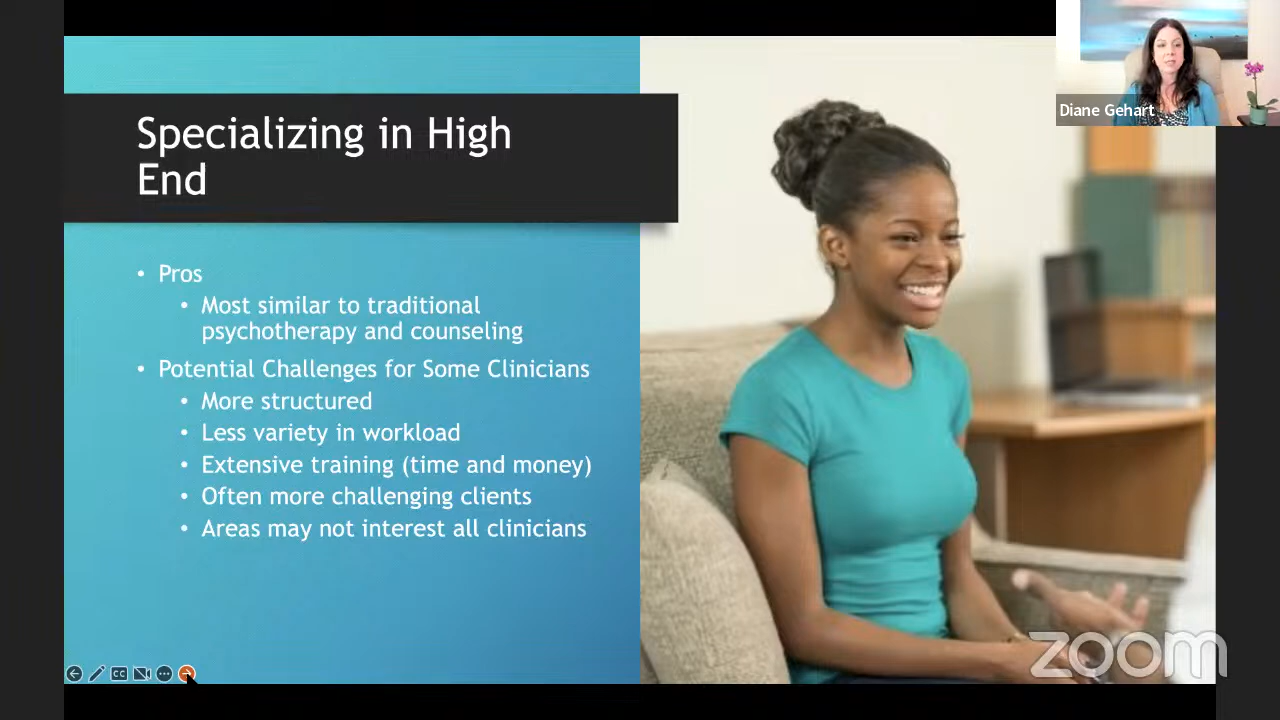 Specializing in High
End
• Pros
• Most similar to traditional
psychotherapy and counseling
• Potential Challenges for Some Clinicians
• More structured
• Less variety in workload
• Extensive training (time and money)
• Often more challenging clients
• Areas may not interest all clinicians
Diane Gehart
CC
zoom